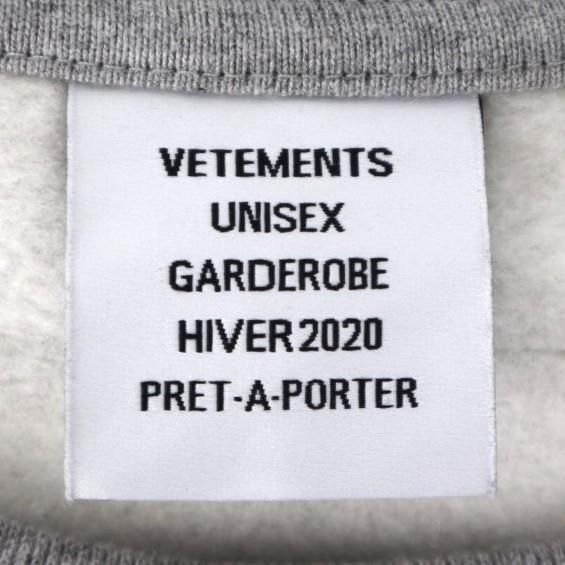 VETEMENTS
UNISEX
GARDEROBE
HIVER 2020
PRET-A-PORTER